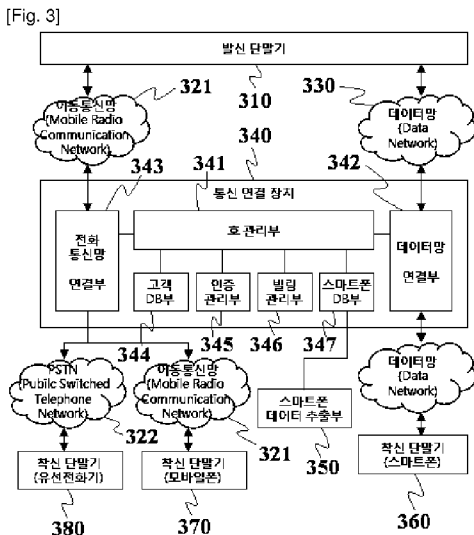 [Fig. 3]
발신 단말기
321
310
330
이동통신망
(Mobile Radio
Communication
Network)
340
데이터망
(Data
Network)
343
341
342
통신 연결 장치
전화
통신망
연결부
호 관리부
데이터망
연결부
고객
DB부
인증
관리부
빌링
관리부
스마트폰
DB부
344
345
346
347
PSTN
(Pubilc Switched
Telephone
Network)
이동통신망
(Mobile Radio
Communication
Network)
데이터망
(Data
Network)
스마트폰
데이터 추출부
322
321
350
착신 단말기
(유선전화기)
착신 단말기
(모바일폰)
착신 단말기
(스마트폰)
380
370
360